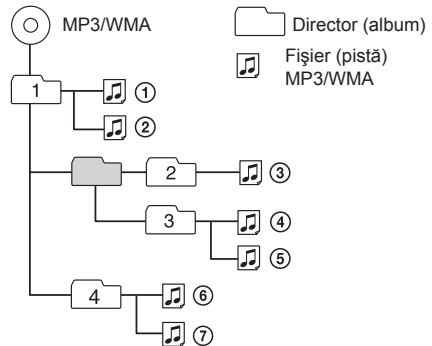 MP3/WMA
Director (album)
Fişier (pistă)
MP3/WMA
1
①
②
2
③
3
④
⑤
4
⑥
⑦